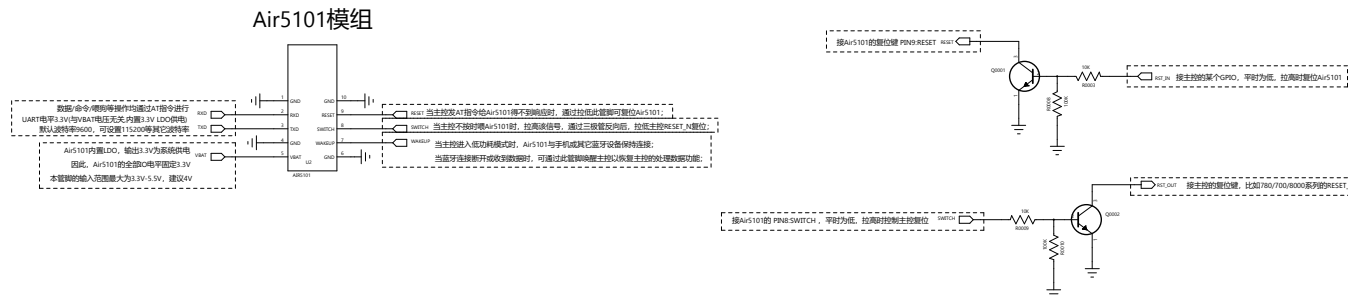 Air5101模组
数据/命令/喂狗等操作均通过AT指令进行
UART电平3.3V(与VBAT电压无关,内置3.3V LDO供电)
默认波特率9600，可设置115200等其它波特率
Air5101内置LDO，输出3.3V为系统供电
因此，Air5101的全部IO电平固定3.3V
本管脚的输入范围最大为3.3V-5.5V，建议4V
RXD
TXD
VBAT
1 GND GND 10
2 RXD RESET 9
3 TXD SWITCH 8
4 GND WAKEUP 7
5 VBAT GND 6
U2
AIR5101
RESET 当主控发AT指令给Air5101得不到响应时，通过拉低此管脚可复位Air5101;
SWITCH 当主控不按时喂Air5101时，拉高该信号，通过三极管反向后，拉低主控RESET_N复位;
WAKEUP 当主控进入低功耗模式时，Air5101与手机或其它蓝牙设备保持连接;
当蓝牙连接断开或收到数据时，可通过此管脚唤醒主控以恢复主控的处理数据功能;
接Air5101的复位键 PIN9:RESET RESET
Q0001
3
1
10K
R0003
R0008
100K
RST_IN 接主控的某个GPIO，平时为低，拉高时复位Air5101
接Air5101的 PIN8:SWITCH，平时为低，拉高时控制主控复位 SWITCH
10K
R0009
100K
R0010
Q0002
3
1
RST_OUT 接主控的复位键，比如780/700/8000系列的RESET_